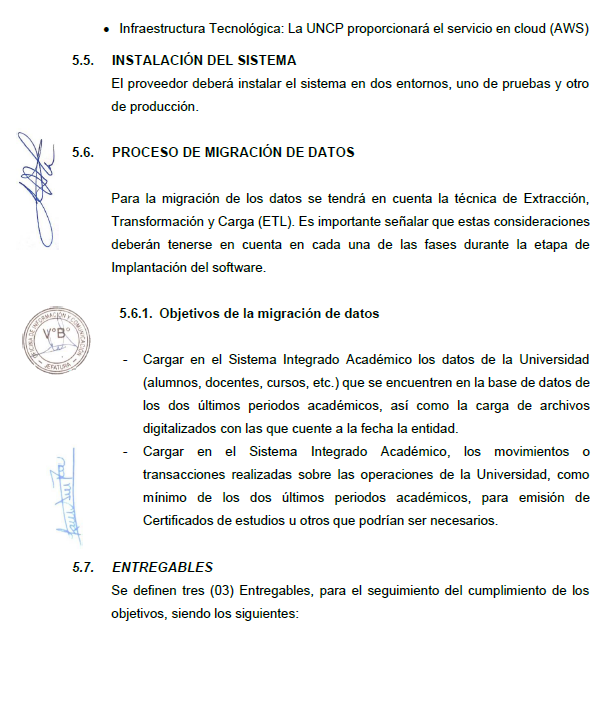 • Infraestructura Tecnológica: La UNCP proporcionará el servicio en cloud (AWS)
5.5. INSTALACIÓN DEL SISTEMA
El proveedor deberá instalar el sistema en dos entornos, uno de pruebas y otro
de producción.
5.6. PROCESO DE MIGRACIÓN DE DATOS
Para la migración de los datos se tendrá en cuenta la técnica de Extracción,
Transformación y Carga (ETL). Es importante señalar que estas consideraciones
deberán tenerse en cuenta en cada una de las fases durante la etapa de
Implantación del software.
5.6.1. Objetivos de la migración de datos
V°B°
JEFATURA
- Cargar en el Sistema Integrado Académico los datos de la Universidad
(alumnos, docentes, cursos, etc.) que se encuentren en la base de datos de
los dos últimos periodos académicos, así como la carga de archivos
digitalizados con las que cuente a la fecha la entidad.
- Cargar en el Sistema Integrado Académico, los movimientos o
transacciones realizadas sobre las operaciones de la Universidad, como
mínimo de los dos últimos periodos académicos, para emisión de
Certificados de estudios u otros que podrían ser necesarios.
5.7. ENTREGABLES
Se definen tres (03) Entregables, para el seguimiento del cumplimiento de los
objetivos, siendo los siguientes: